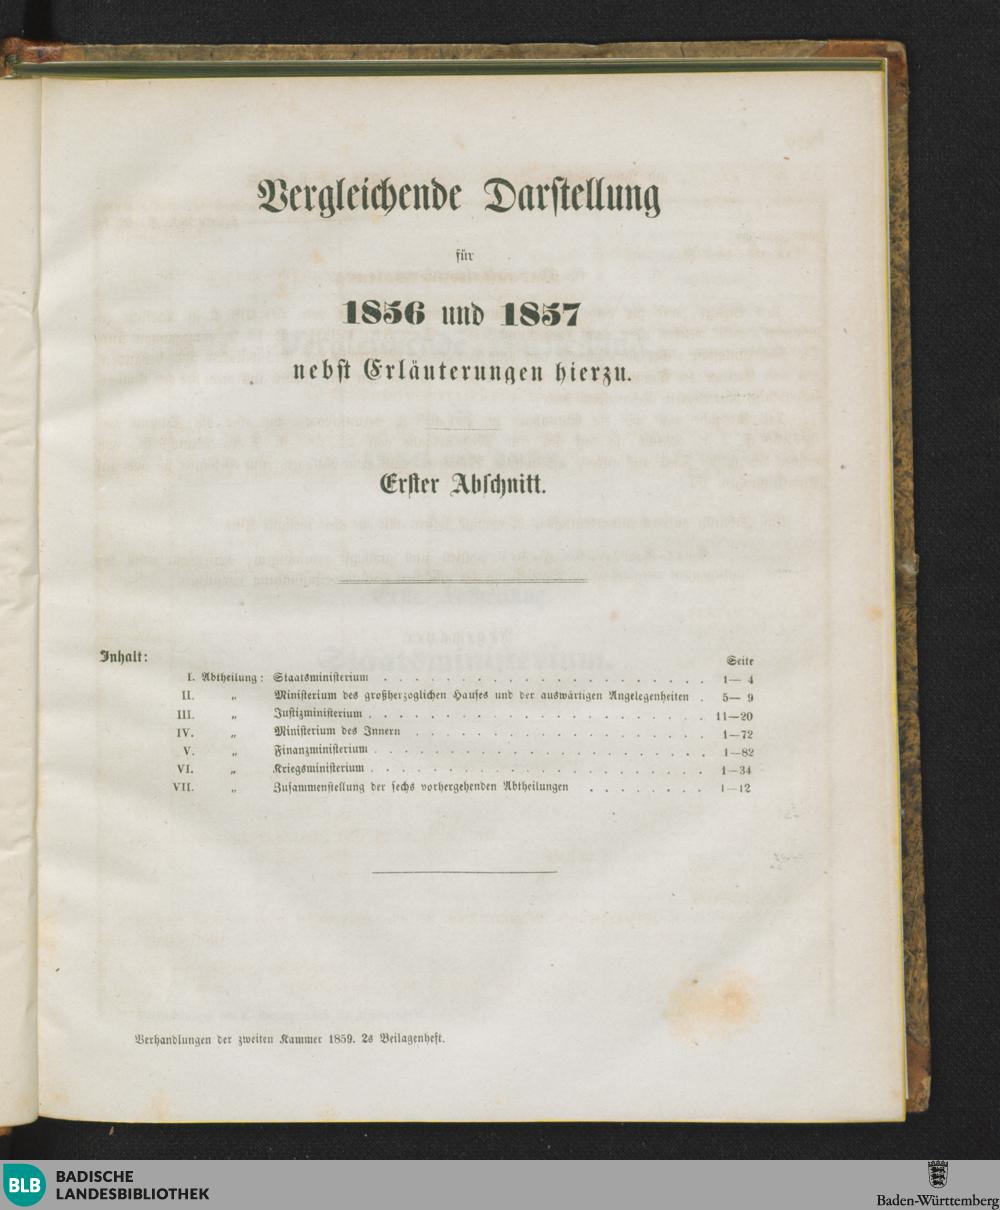 Vergleichende Darstellung
für
1856 und 1857
nebst Erläuterungen hierzu.
Erster Abschnitt.
Inhalt:
Seite
I. Abtheilung: Staatsministerium . . . . . . . . . . . . . . . . . . . 1— 4
II. „ Ministerium des großherzoglichen Hauses und der auswärtigen Angelegenheiten . 5— 9
III. „ Justizministerium . . . . . . . . . . . . . . . . . . . . 11—20
IV. „ Ministerium des Innern . . . . . . . . . . . . . . . . . . 1—72
V. „ Finanzministerium . . . . . . . . . . . . . . . . . . . . 1—82
VI. „ Kriegsministerium . . . . . . . . . . . . . . . . . . . . 1—34
VII. „ Zusammenstellung der sechs vorhergehenden Abtheilungen . . . . . . . . 1—12
Verhandlungen der zweiten Kammer 1859. 2s Beilagenheft.
BLB BADISCHE
LANDESBIBLIOTHEK
Baden-Württemberg